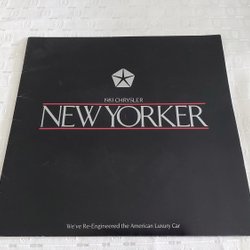 1983 CHRYSLER
NEW YORKER
We've Re-Engineered the American Luxury Car